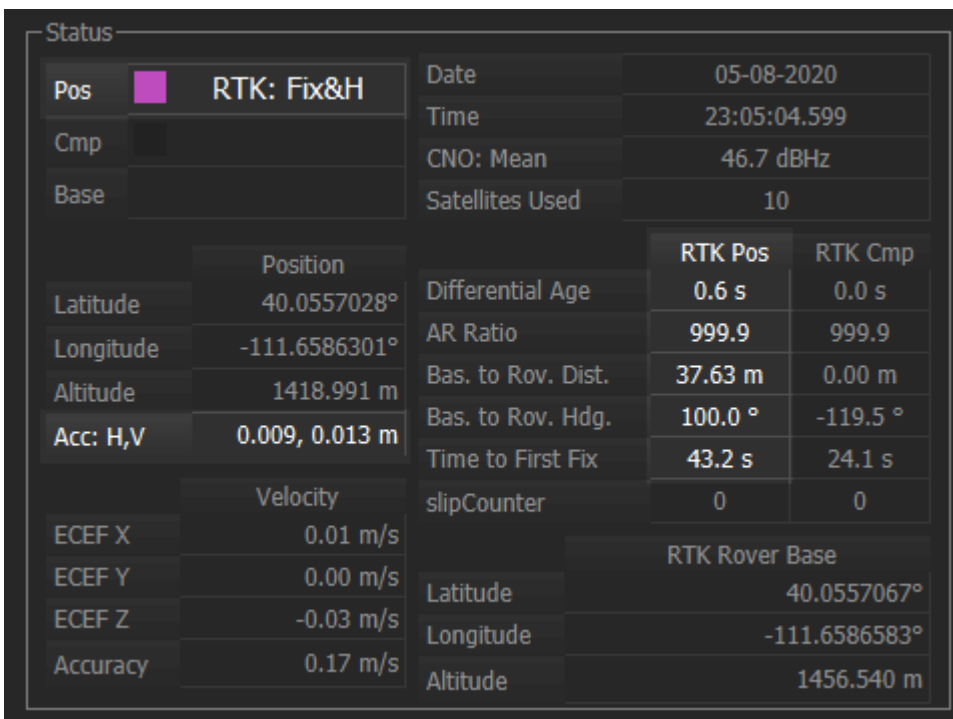 Status
Pos RTK: Fix&H
Cmp
Base
Date 05-08-2020
Time 23:05:04.599
CNO: Mean 46.7 dBHz
Satellites Used 10
Position
Latitude 40.0557028°
Longitude -111.6586301°
Altitude 1418.991 m
Acc: H,V 0.009, 0.013 m
RTK Pos RTK Cmp
Differential Age 0.6 s 0.0 s
AR Ratio 999.9 999.9
Bas. to Rov. Dist. 37.63 m 0.00 m
Bas. to Rov. Hdg. 100.0 ° -119.5 °
Time to First Fix 43.2 s 24.1 s
slipCounter 0 0
Velocity
ECEF X 0.01 m/s
ECEF Y 0.00 m/s
ECEF Z -0.03 m/s
Accuracy 0.17 m/s
RTK Rover Base
Latitude 40.0557067°
Longitude -111.6586583°
Altitude 1456.540 m